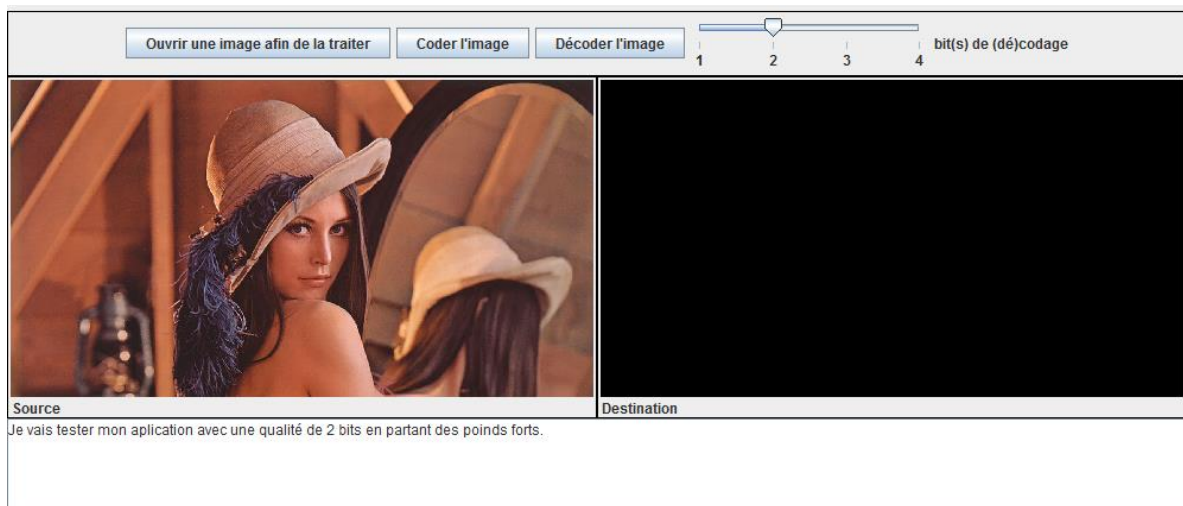 Ouvrir une image afin de la traiter Coder l'image Décoder l'image bit(s) de (dé)codage
1 2 3 4
Source Destination
Je vais tester mon aplication avec une qualité de 2 bits en partant des poinds forts.